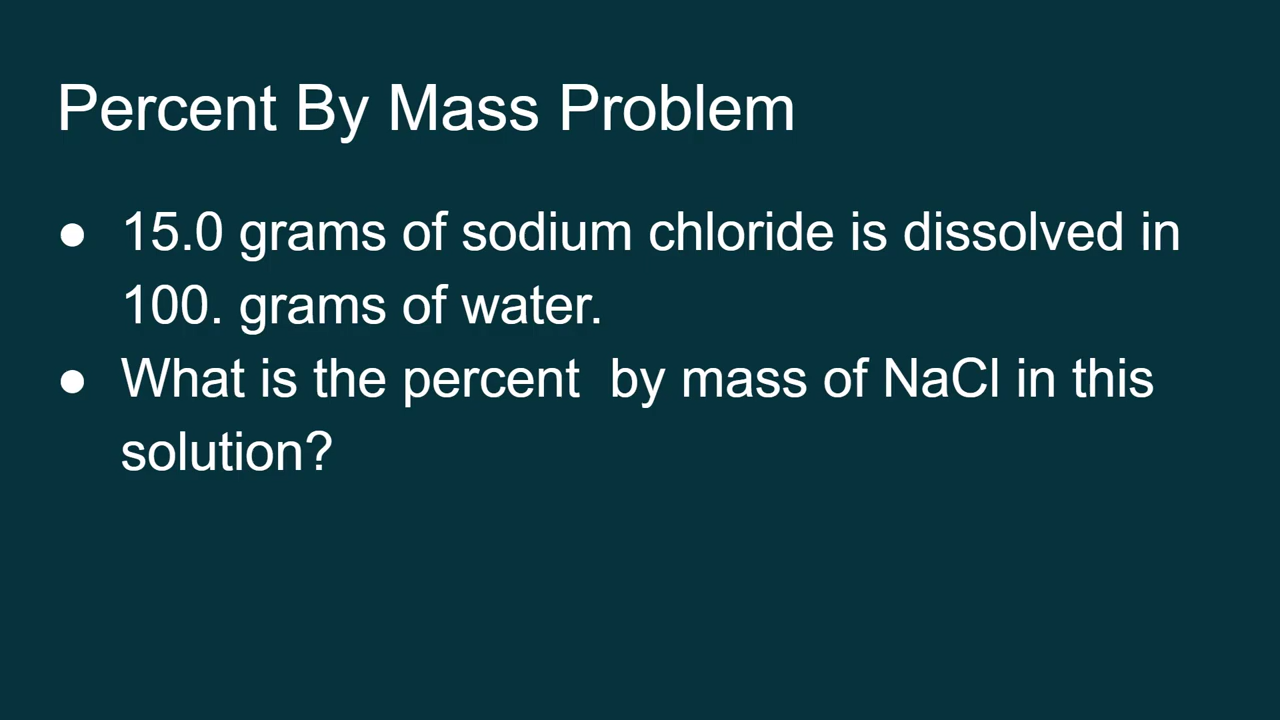 Percent By Mass Problem
● 15.0 grams of sodium chloride is dissolved in
100. grams of water.
● What is the percent  by mass of NaCl in this
solution?